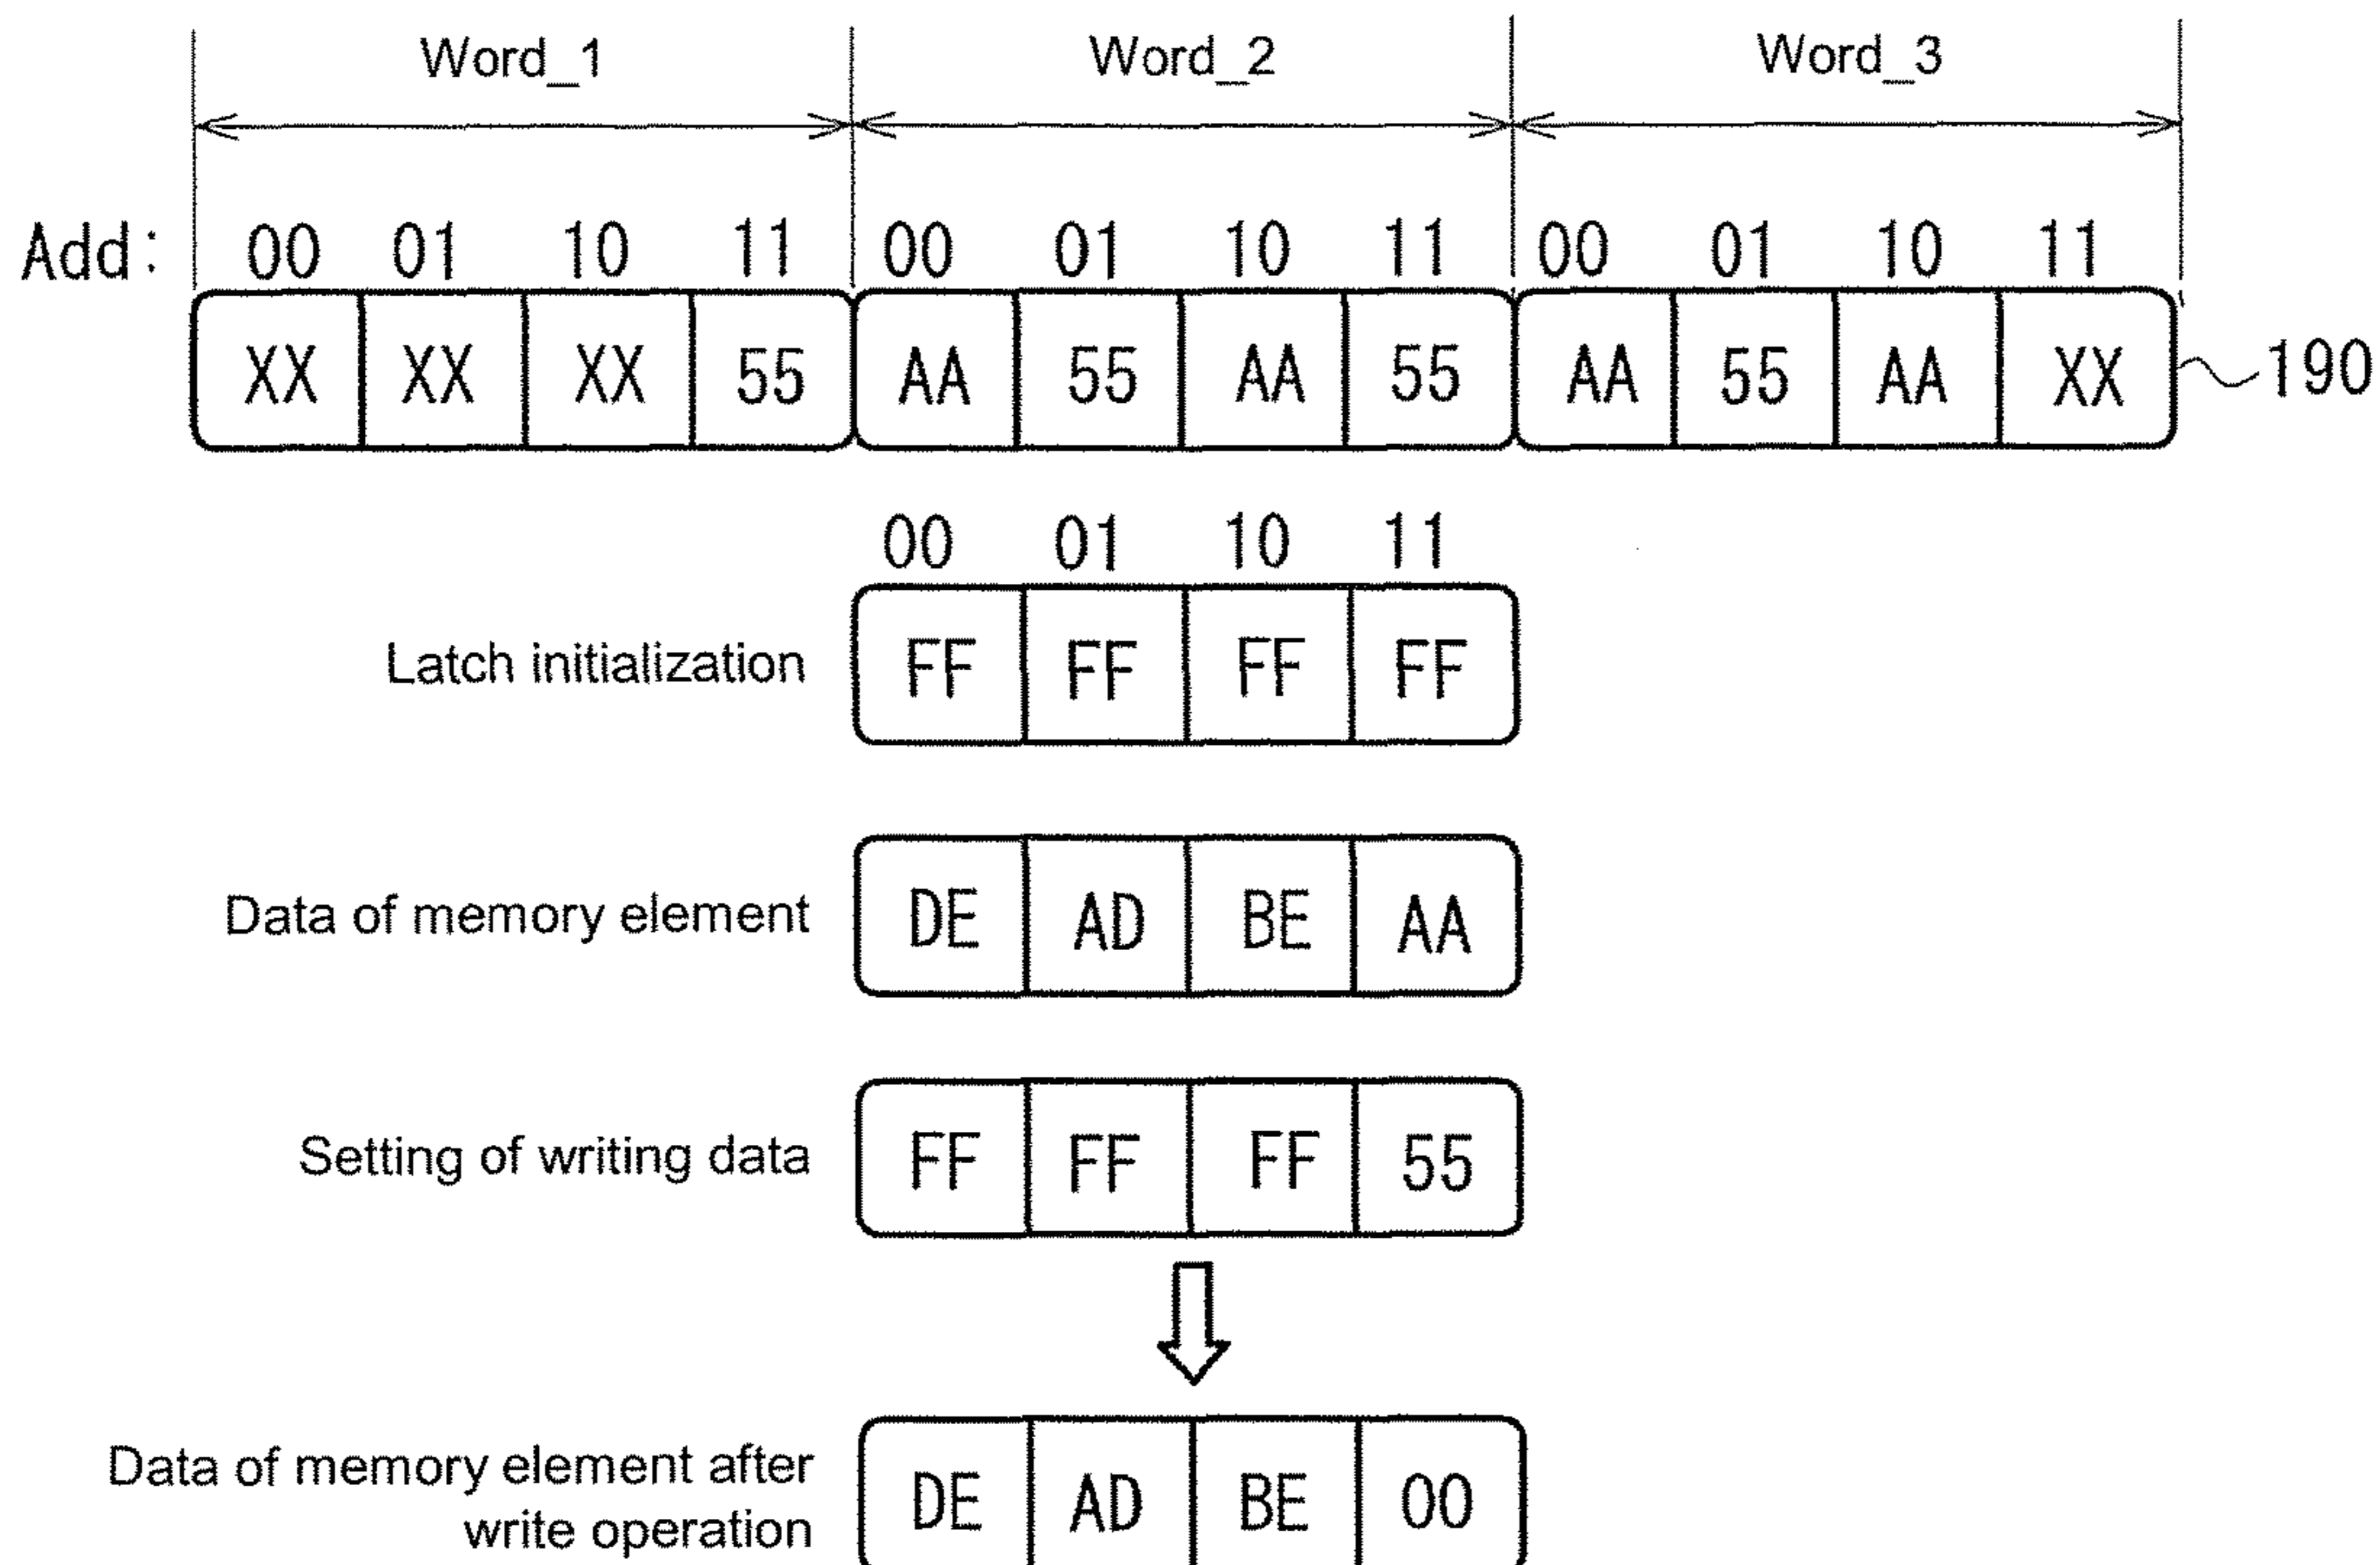 Word_1 Word_2 Word_3
Add: 00 01 10 11 00 01 10 11 00 01 10 11
XX XX XX 55 AA 55 AA 55 AA 55 AA XX 190
00 01 10 11
Latch initialization FF FF FF FF
Data of memory element DE AD BE AA
Setting of writing data FF FF FF 55
Data of memory element after
write operation DE AD BE 00